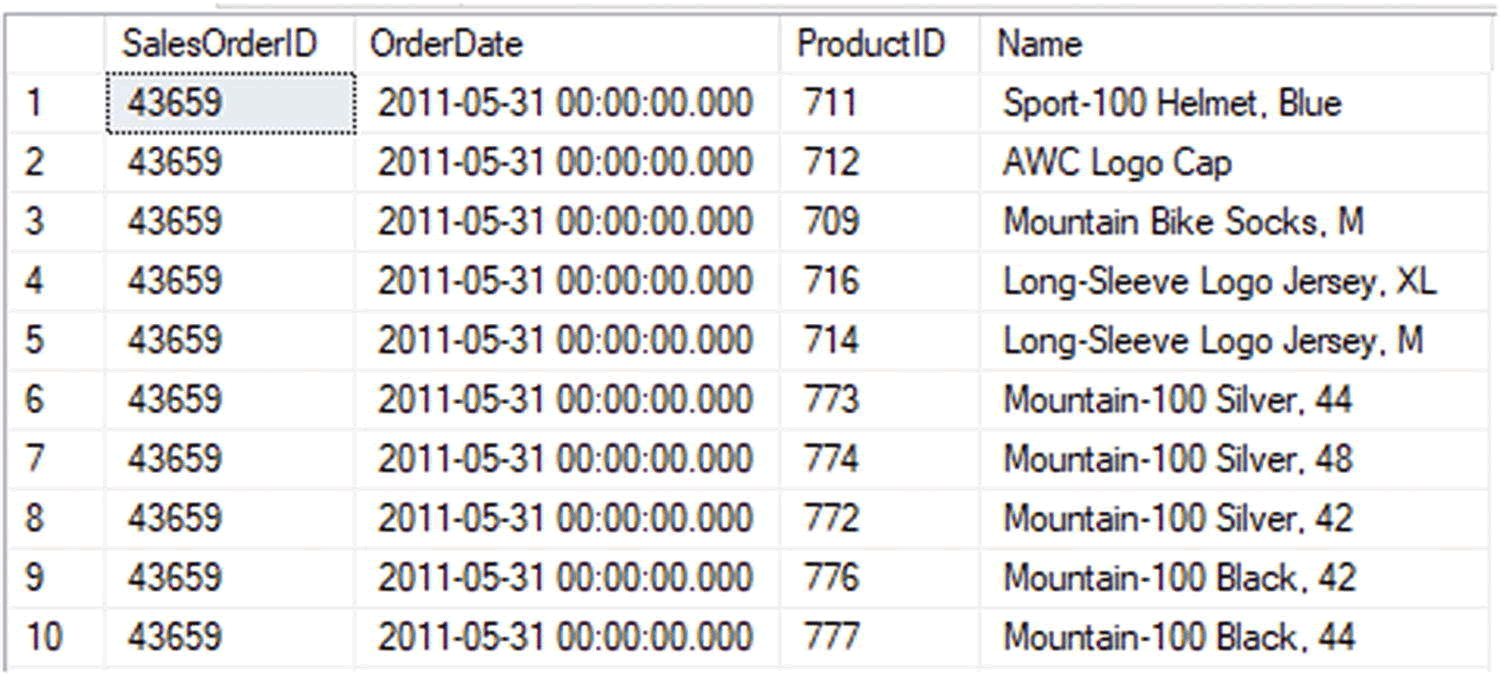 SalesOrderID OrderDate ProductID Name
1 43659 2011-05-31 00:00:00.000 711 Sport-100 Helmet, Blue
2 43659 2011-05-31 00:00:00.000 712 AWC Logo Cap
3 43659 2011-05-31 00:00:00.000 709 Mountain Bike Socks, M
4 43659 2011-05-31 00:00:00.000 716 Long-Sleeve Logo Jersey, XL
5 43659 2011-05-31 00:00:00.000 714 Long-Sleeve Logo Jersey, M
6 43659 2011-05-31 00:00:00.000 773 Mountain-100 Silver, 44
7 43659 2011-05-31 00:00:00.000 774 Mountain-100 Silver, 48
8 43659 2011-05-31 00:00:00.000 772 Mountain-100 Silver, 42
9 43659 2011-05-31 00:00:00.000 776 Mountain-100 Black, 42
10 43659 2011-05-31 00:00:00.000 777 Mountain-100 Black, 44